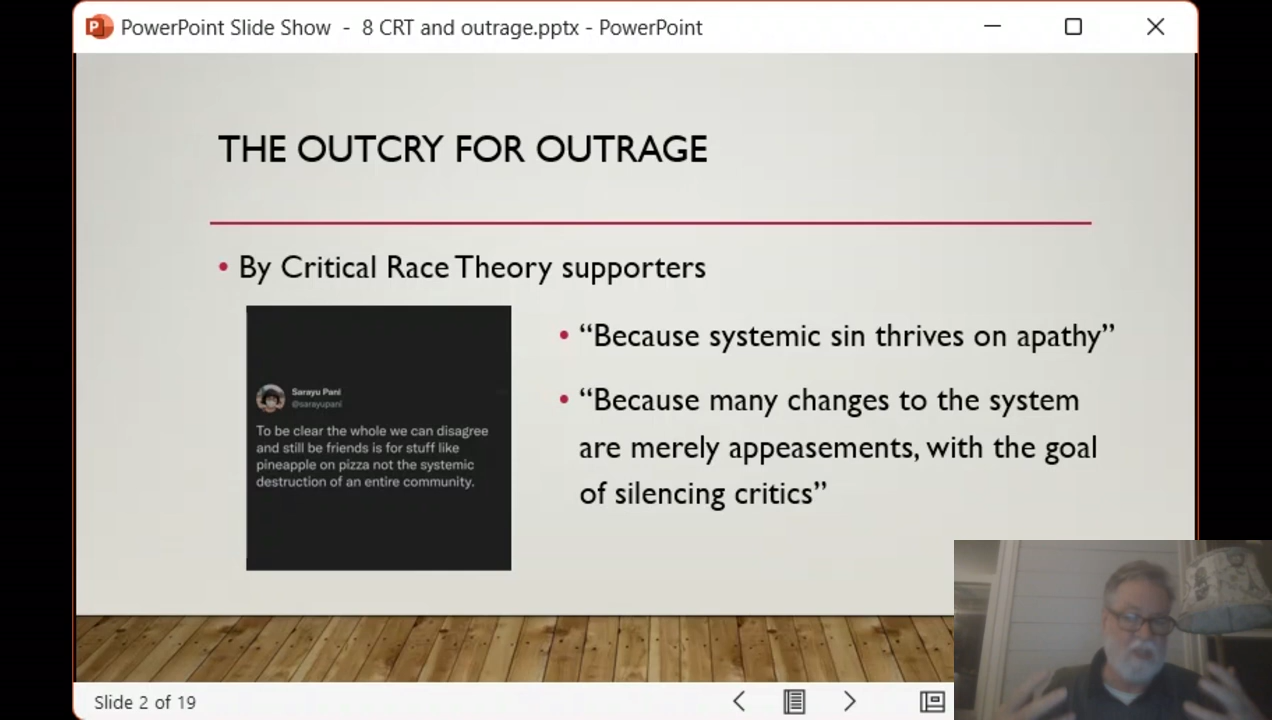 PowerPoint Slide Show - 8 CRT and outrage.pptx - PowerPoint
THE OUTCRY FOR OUTRAGE
• By Critical Race Theory supporters
Sarayu Pani
@sarayupani
To be clear the whole we can disagree
and still be friends is for stuff like
pineapple on pizza not the systemic
destruction of an entire community.
• “Because systemic sin thrives on apathy”
• “Because many changes to the system
are merely appeasements, with the goal
of silencing critics”
Slide 2 of 19